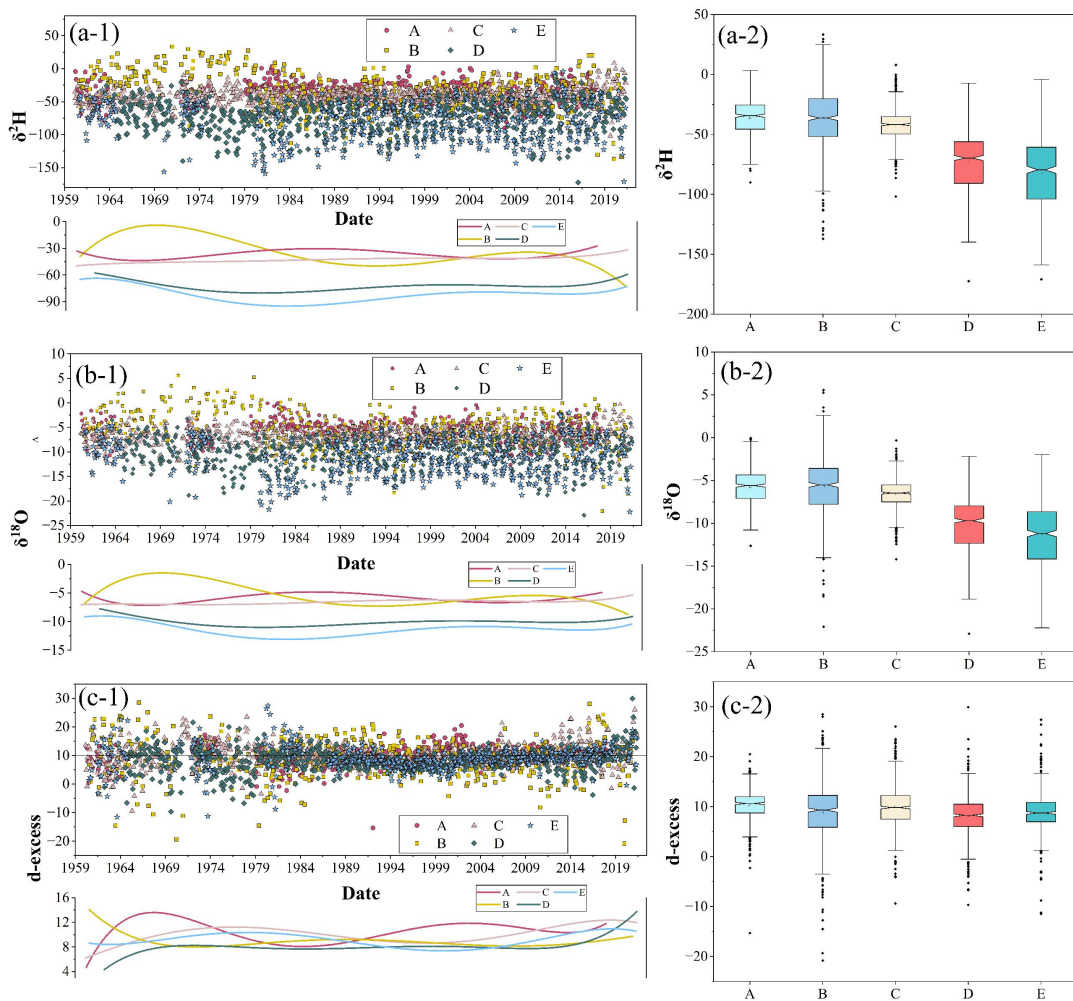 (a-1)
A C E
B D
50
0
−50
−100
−150
δ²H
1959 1964 1969 1974 1979 1984 1989 1994 1999 2004 2009 2014 2019
Date
0
−30
−60
−90
A C E
B D
(a-2)
50
0
−50
−100
−150
−200
δ²H
A B C D E
(b-1)
A C E
B D
10
5
0
−5
−10
−15
−20
−25
δ¹⁸O
1959 1964 1969 1974 1979 1984 1989 1994 1999 2004 2009 2014 2019
Date
0
−5
−10
−15
A C E
B D
(b-2)
10
5
0
−5
−10
−15
−20
−25
δ¹⁸O
A B C D E
(c-1)
30
20
10
0
−10
−20
d-excess
A C E
B D
1959 1964 1969 1974 1979 1984 1989 1994 1999 2004 2009 2014 2019
Date
16
12
8
4
A C E
B D
(c-2)
30
20
10
0
−10
−20
d-excess
A B C D E